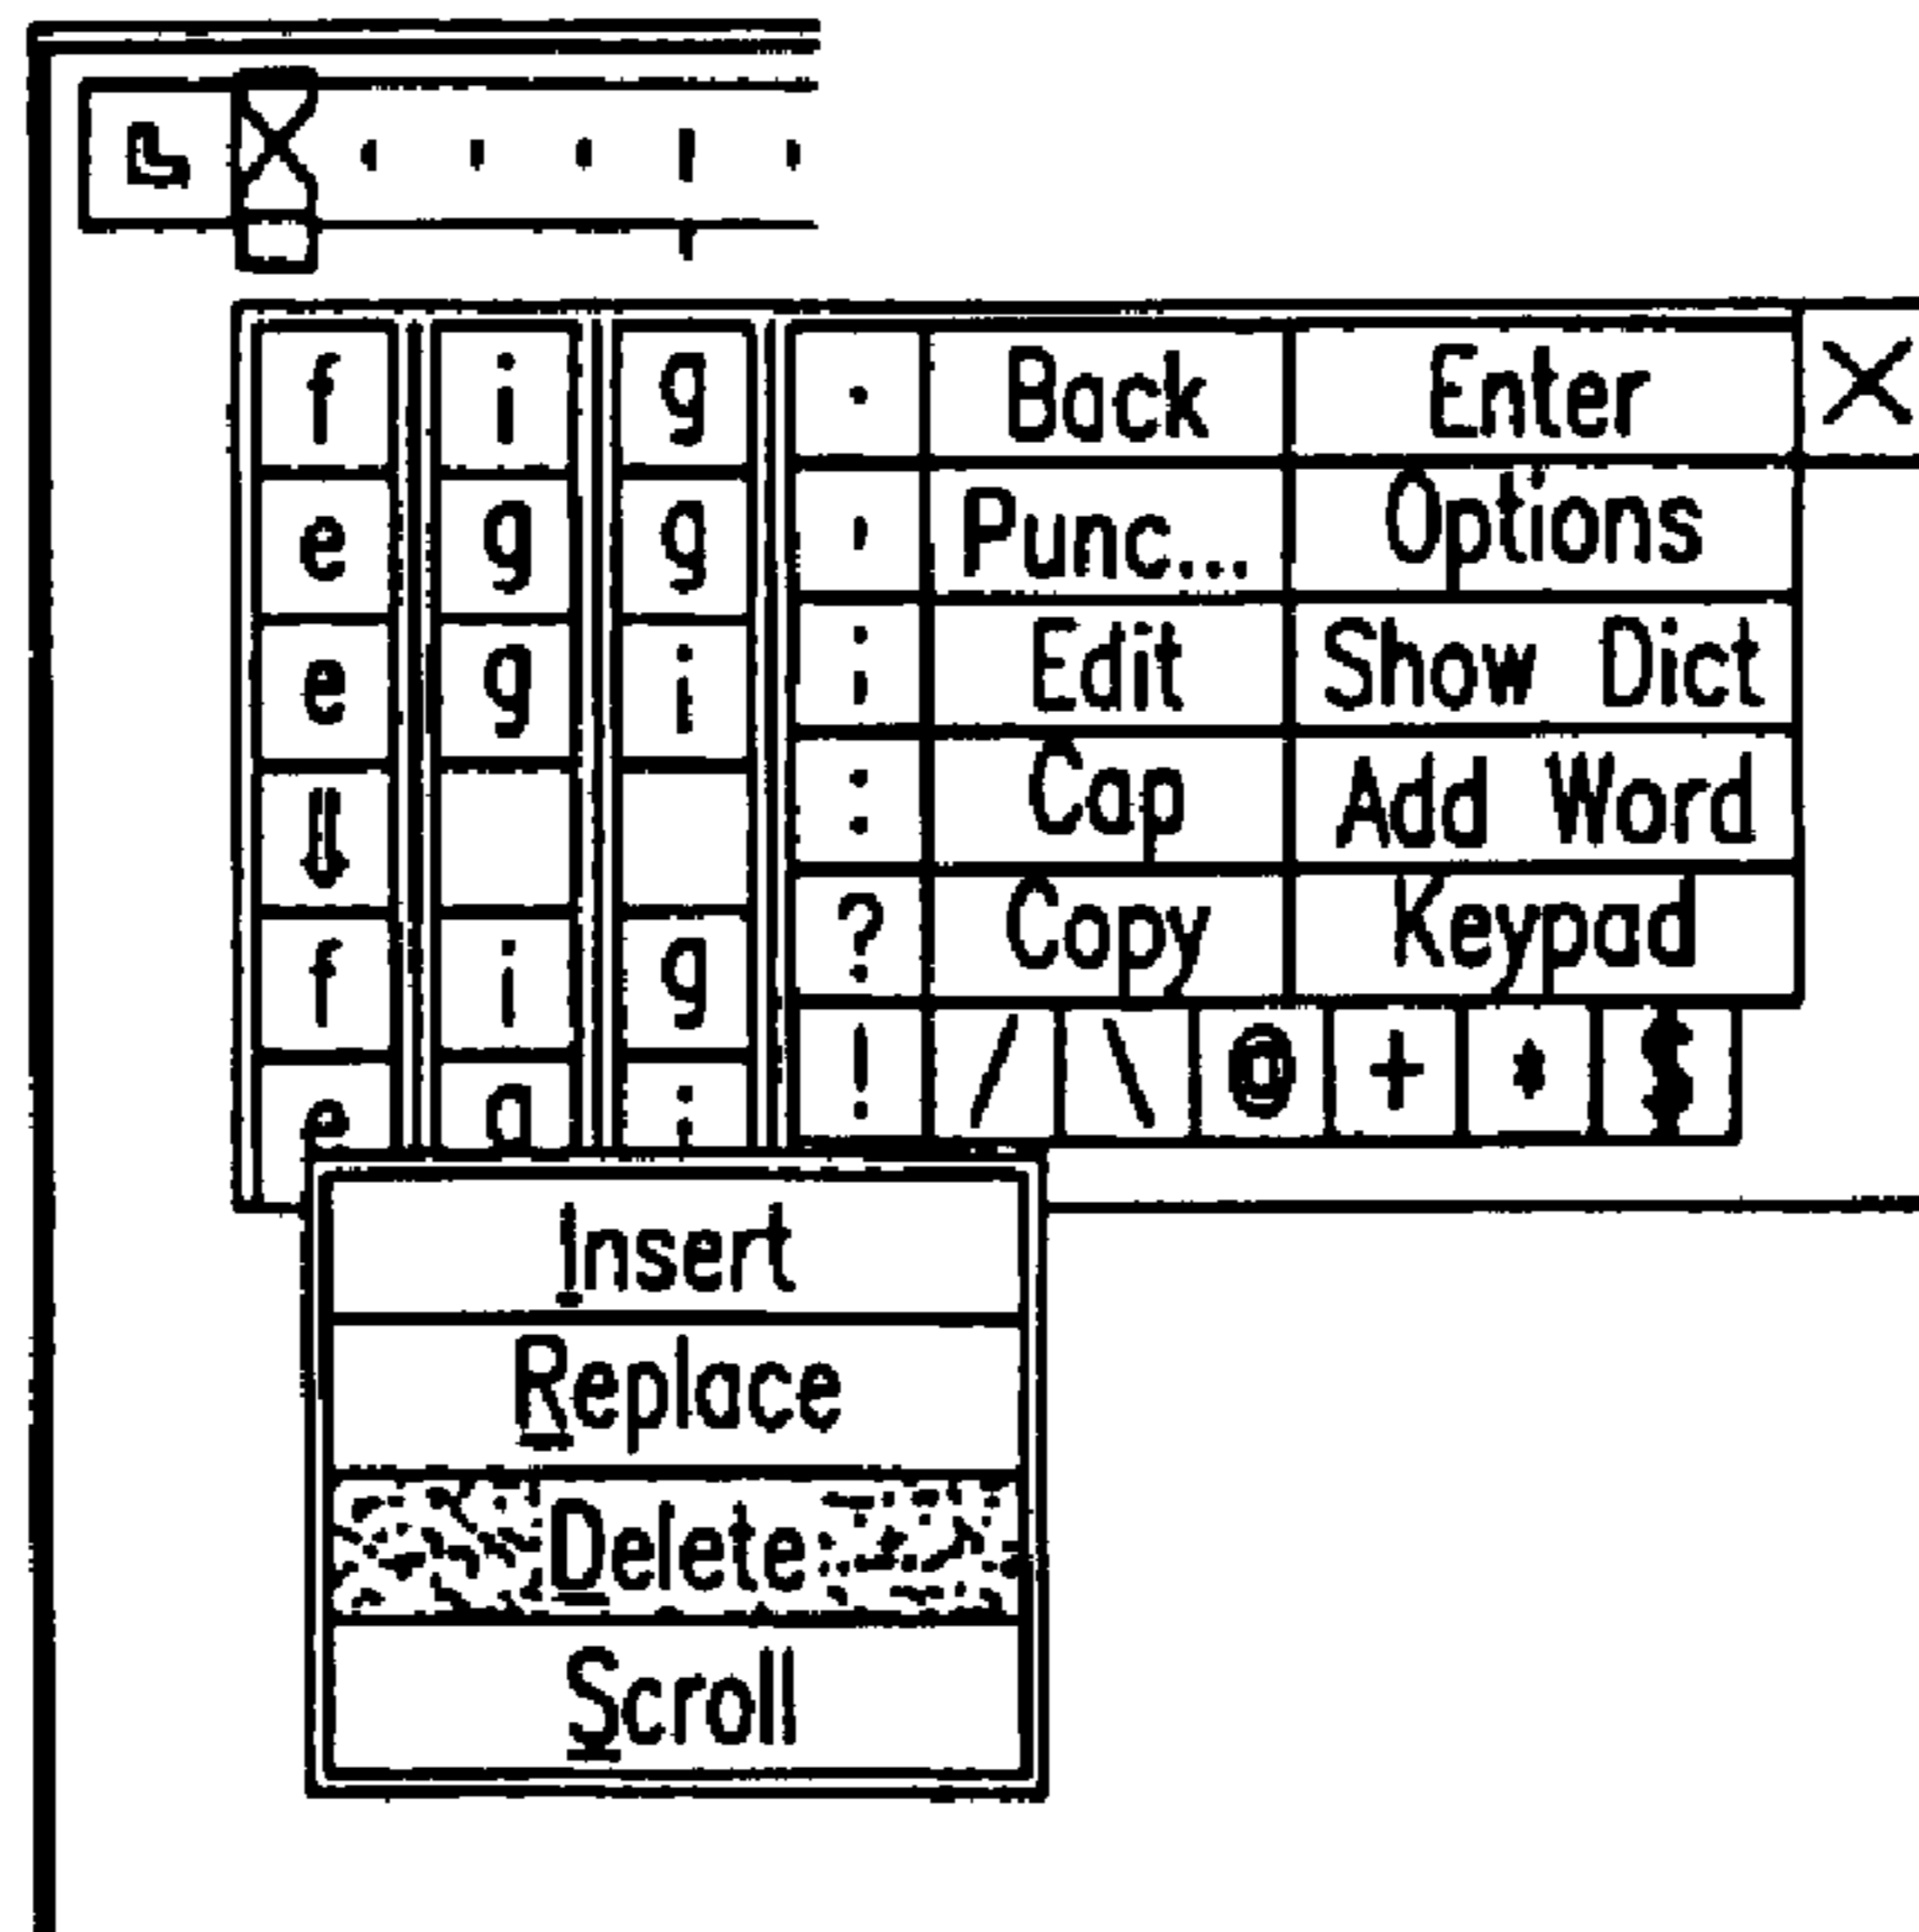 f i g . Back Enter X
e g g , Punc... Options
e g i ; Edit Show Dict
⇓ : Cap Add Word
f i g ? Copy Keypad
e g i ! / \ @ + * $
Insert
Replace
Delete
Scroll